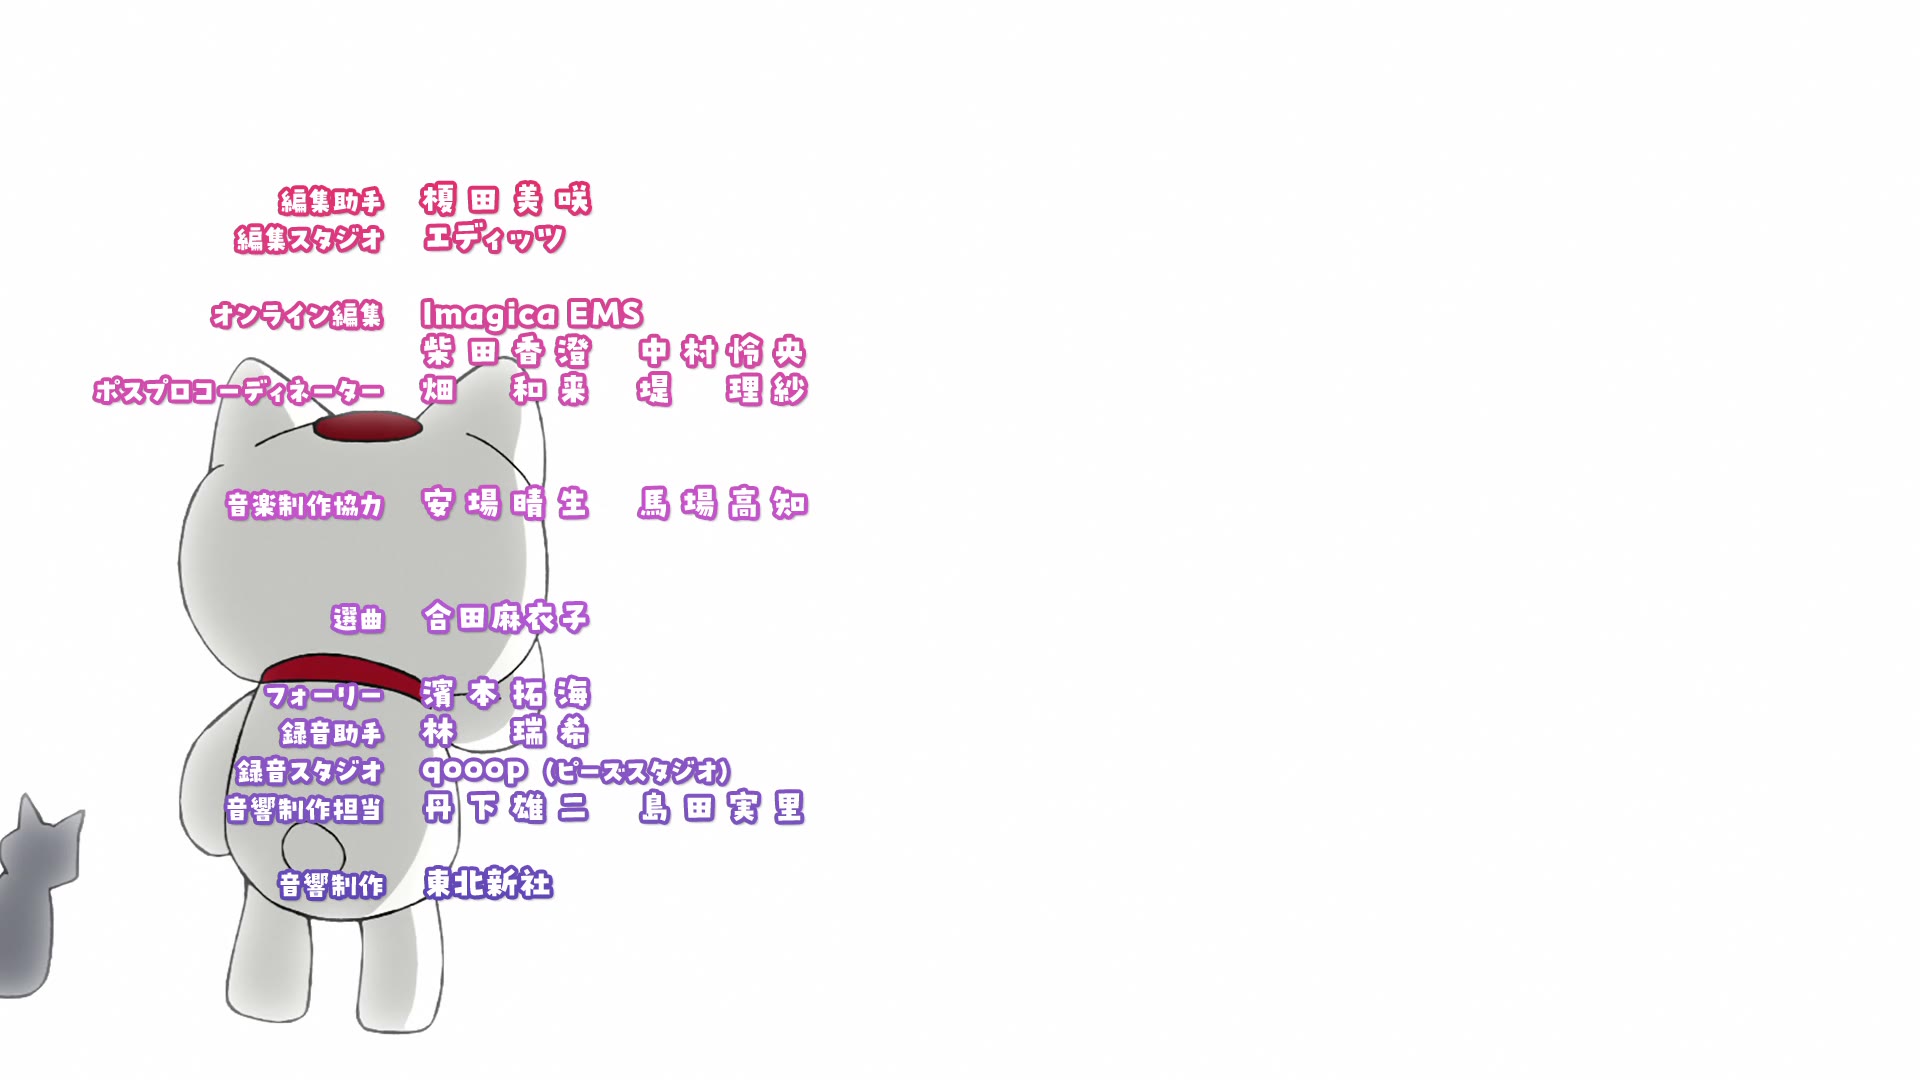 編集助手 榎田美咲
編集スタジオ エディッツ
オンライン編集 Imagica EMS
柴田香澄 中村怜央
ポスプロコーディネーター 畑 和来 堤 理紗
音楽制作協力 安場晴生 馬場高知
選曲 合田麻衣子
フォーリー 濱本拓海
録音助手 林 瑞希
録音スタジオ qooop（ピーズスタジオ）
音響制作担当 丹下雄二 島田実里
音響制作 東北新社